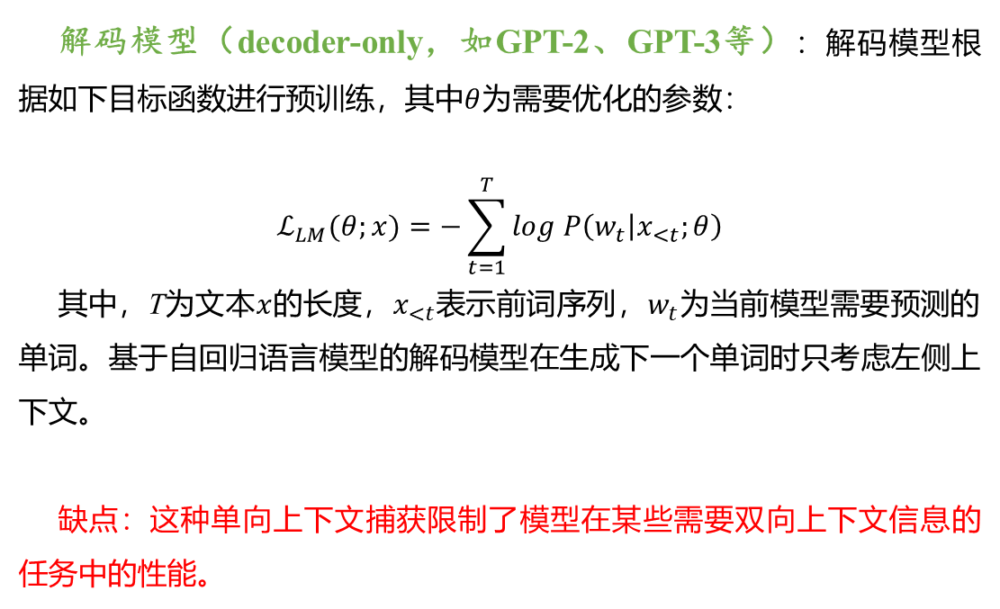 解码模型（decoder-only，如GPT-2、GPT-3等）：解码模型根
据如下目标函数进行预训练，其中θ为需要优化的参数：
ℒ_{LM}(θ; x) = −∑_{t=1}^{T} log P(w_t|x_{<t}; θ)
其中，T为文本x的长度，x_{<t}表示前词序列，w_t为当前模型需要预测的
单词。基于自回归语言模型的解码模型在生成下一个单词时只考虑左侧上
下文。
缺点：这种单向上下文捕获限制了模型在某些需要双向上下文信息的
任务中的性能。